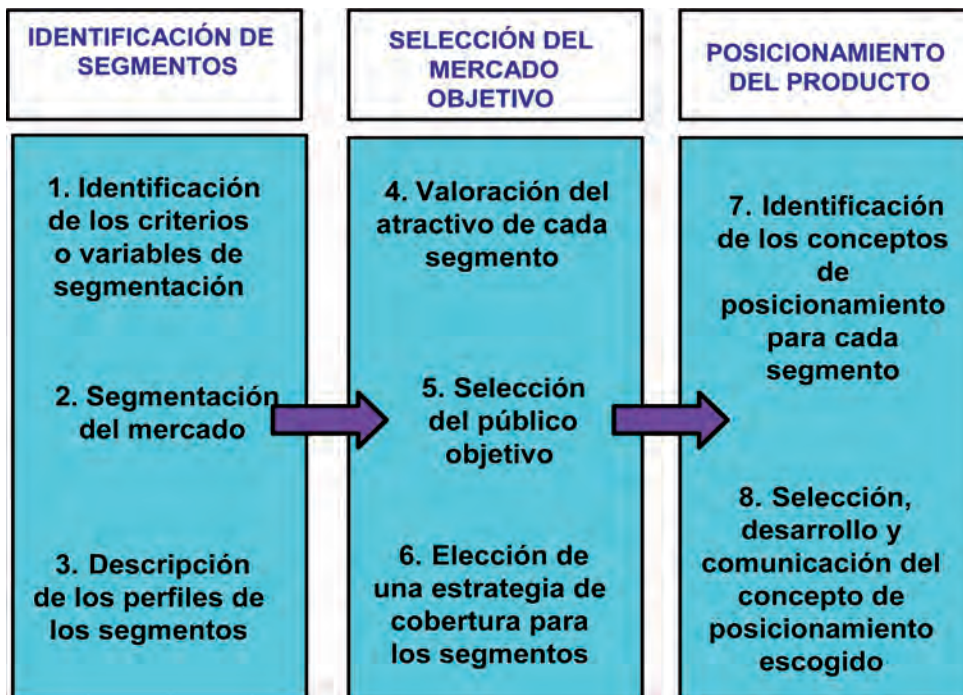 IDENTIFICACIÓN DE
SEGMENTOS
1. Identificación
de los criterios
o variables de
segmentación
2. Segmentación
del mercado
3. Descripción
de los perfiles de
los segmentos
SELECCIÓN DEL
MERCADO
OBJETIVO
4. Valoración del
atractivo de cada
segmento
5. Selección
del público
objetivo
6. Elección de
una estrategia de
cobertura para
los segmentos
POSICIONAMIENTO
DEL PRODUCTO
7. Identificación
de los conceptos
de
posicionamiento
para cada
segmento
8. Selección,
desarrollo y
comunicación del
concepto de
posicionamiento
escogido